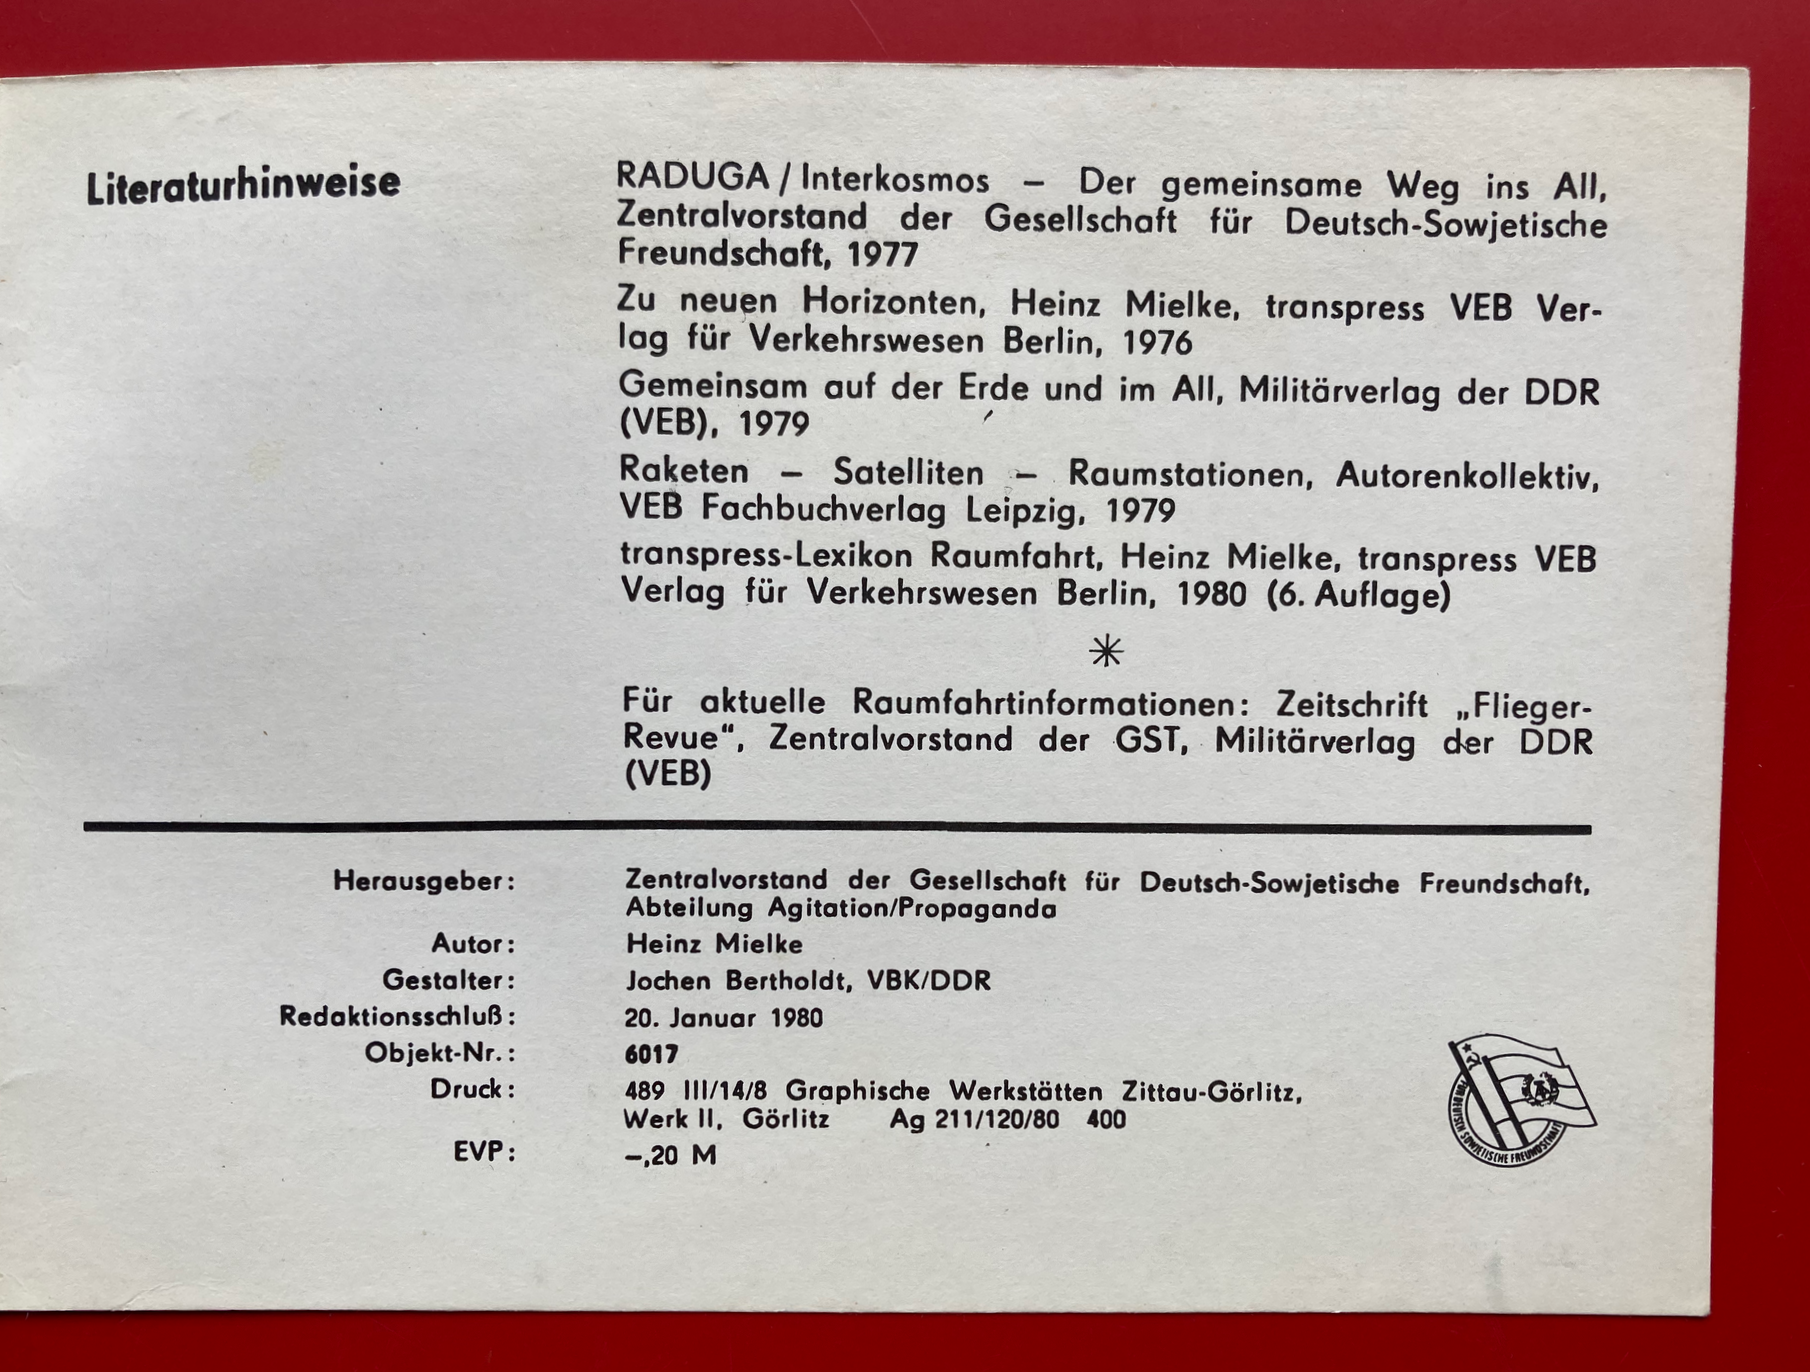 Literaturhinweise
RADUGA / Interkosmos – Der gemeinsame Weg ins All,
Zentralvorstand der Gesellschaft für Deutsch-Sowjetische
Freundschaft, 1977
Zu neuen Horizonten, Heinz Mielke, transpress VEB Ver-
lag für Verkehrswesen Berlin, 1976
Gemeinsam auf der Erde und im All, Militärverlag der DDR
(VEB), 1979
Raketen – Satelliten – Raumstationen, Autorenkollektiv,
VEB Fachbuchverlag Leipzig, 1979
transpress-Lexikon Raumfahrt, Heinz Mielke, transpress VEB
Verlag für Verkehrswesen Berlin, 1980 (6. Auflage)
*
Für aktuelle Raumfahrtinformationen: Zeitschrift „Flieger-
Revue“, Zentralvorstand der GST, Militärverlag der DDR
(VEB)
Herausgeber: Zentralvorstand der Gesellschaft für Deutsch-Sowjetische Freundschaft,
Abteilung Agitation/Propaganda
Autor: Heinz Mielke
Gestalter: Jochen Bertholdt, VBK/DDR
Redaktionsschluß: 20. Januar 1980
Objekt-Nr.: 6017
Druck: 489 III/14/8 Graphische Werkstätten Zittau-Görlitz,
Werk II, Görlitz Ag 211/120/80 400
EVP: –,20 M
FÜR DEUTSCH SOWJETISCHE FREUNDSCHAFT